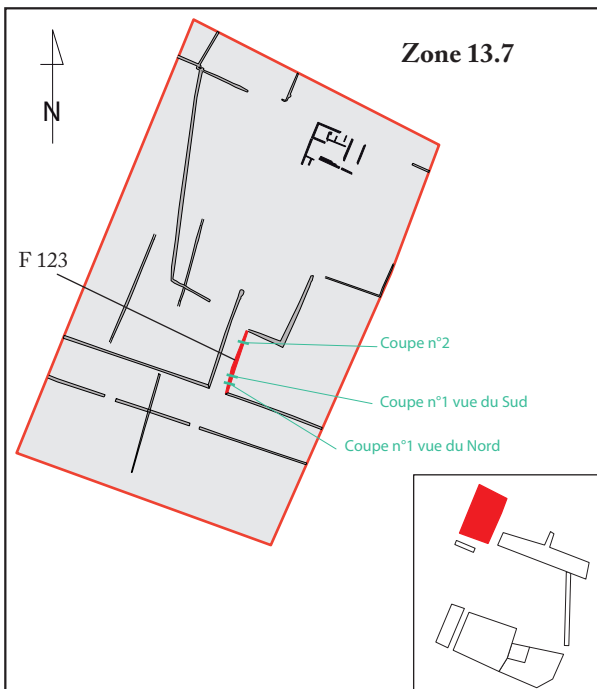 Zone 13.7
N
F 123
Coupe n°2
Coupe n°1 vue du Sud
Coupe n°1 vue du Nord